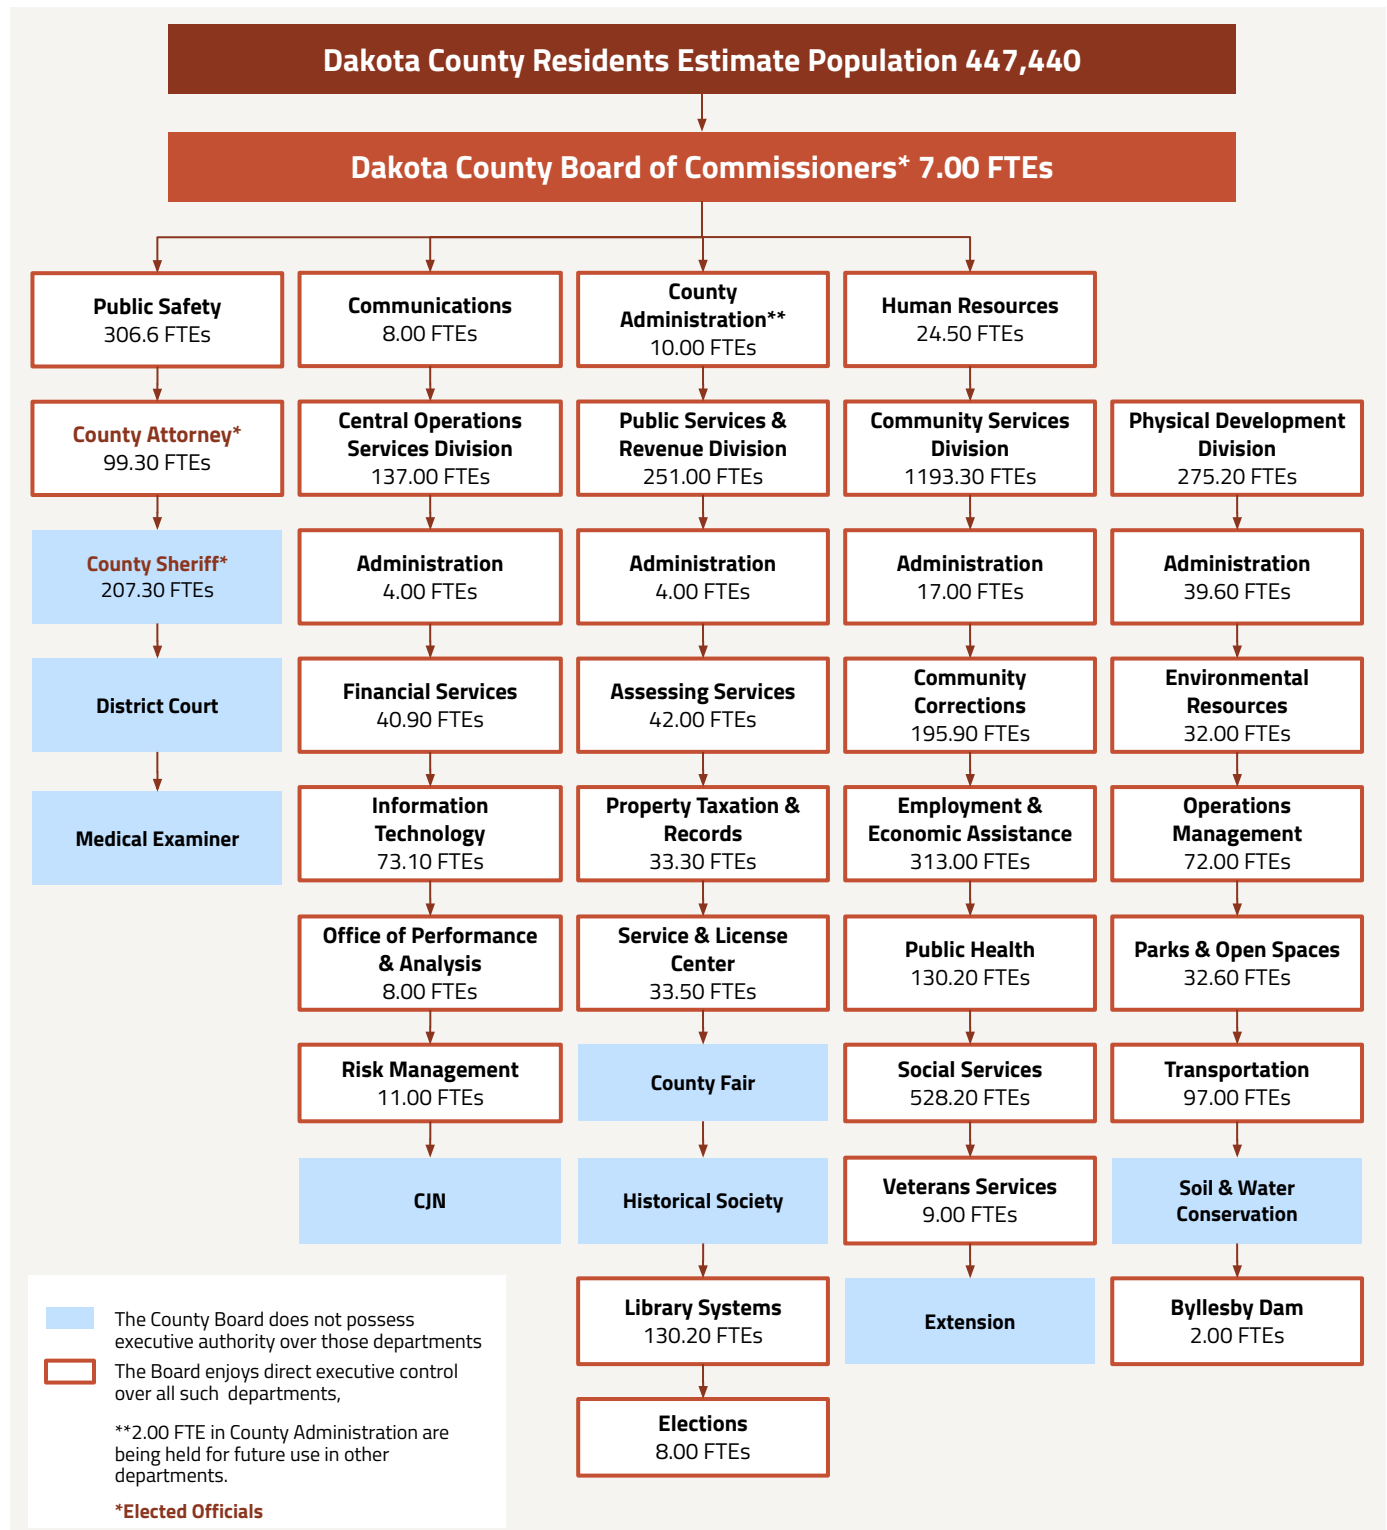 Dakota County Residents Estimate Population 447,440
Dakota County Board of Commissioners* 7.00 FTEs
Public Safety
306.6 FTEs
Communications
8.00 FTEs
County
Administration**
10.00 FTEs
Human Resources
24.50 FTEs
County Attorney*
99.30 FTEs
Central Operations
Services Division
137.00 FTEs
Public Services &
Revenue Division
251.00 FTEs
Community Services
Division
1193.30 FTEs
Physical Development
Division
275.20 FTEs
County Sheriff*
207.30 FTEs
Administration
4.00 FTEs
Administration
4.00 FTEs
Administration
17.00 FTEs
Administration
39.60 FTEs
District Court
Financial Services
40.90 FTEs
Assessing Services
42.00 FTEs
Community
Corrections
195.90 FTEs
Environmental
Resources
32.00 FTEs
Medical Examiner
Information
Technology
73.10 FTEs
Property Taxation &
Records
33.30 FTEs
Employment &
Economic Assistance
313.00 FTEs
Operations
Management
72.00 FTEs
Office of Performance
& Analysis
8.00 FTEs
Service & License
Center
33.50 FTEs
Public Health
130.20 FTEs
Parks & Open Spaces
32.60 FTEs
Risk Management
11.00 FTEs
County Fair
Social Services
528.20 FTEs
Transportation
97.00 FTEs
CJN
Historical Society
Veterans Services
9.00 FTEs
Soil & Water
Conservation
Library Systems
130.20 FTEs
Extension
Byllesby Dam
2.00 FTEs
Elections
8.00 FTEs
The County Board does not possess
executive authority over those departments
The Board enjoys direct executive control
over all such departments,
**2.00 FTE in County Administration are
being held for future use in other
departments.
*Elected Officials